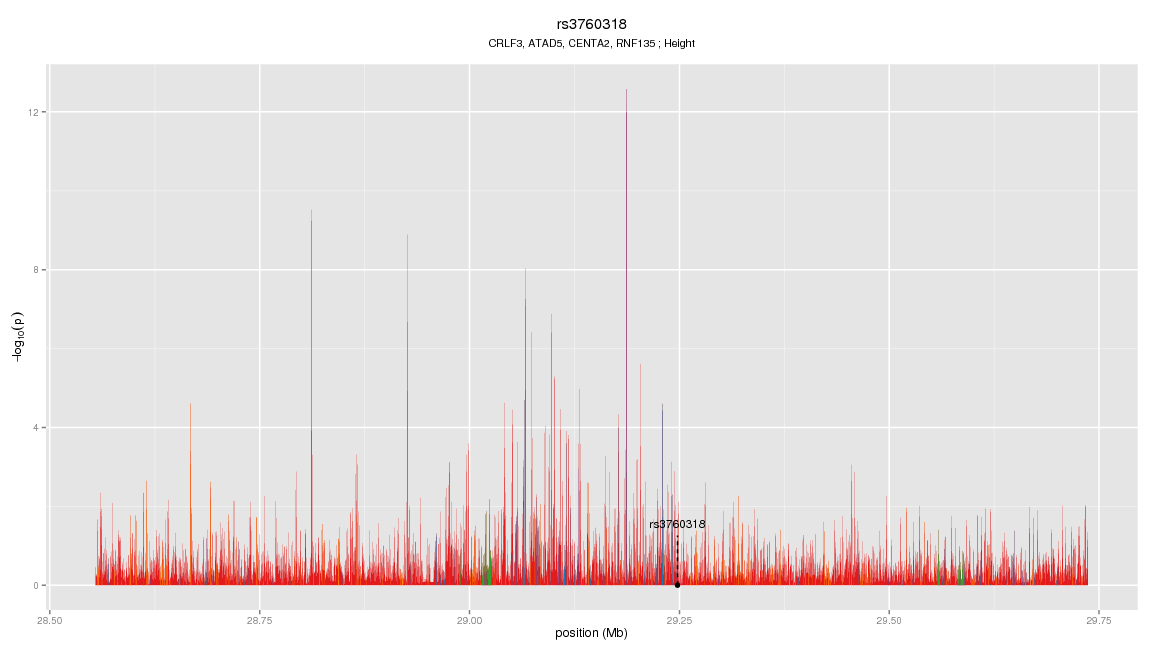 rs3760318
CRLF3, ATAD5, CENTA2, RNF135 ; Height
12
8
4
0
−log10(p)
rs3760318
28.50 28.75 29.00 29.25 29.50 29.75
position (Mb)